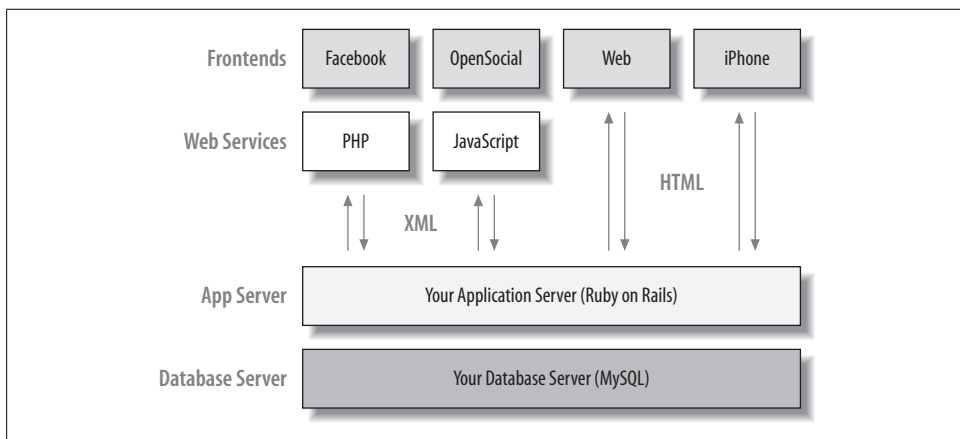 Frontends Facebook OpenSocial Web iPhone
Web Services PHP JavaScript
HTML
XML
App Server Your Application Server (Ruby on Rails)
Database Server Your Database Server (MySQL)